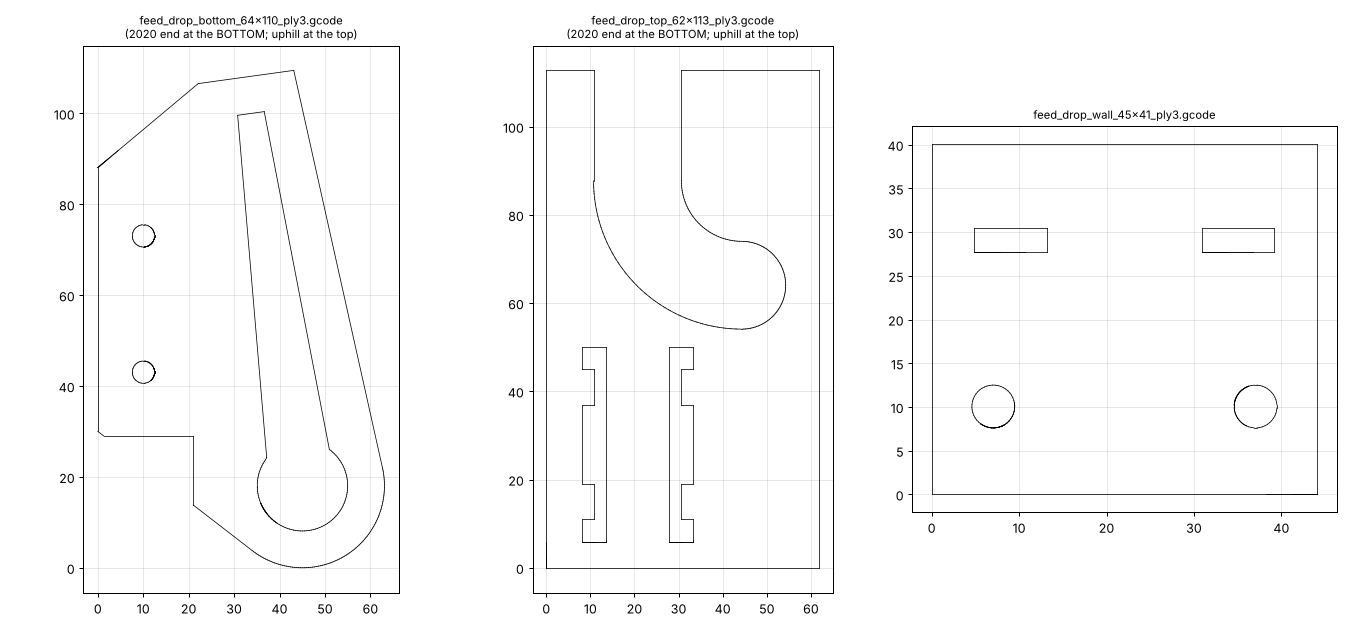 feed_drop_bottom_64×110_ply3.gcode
(2020 end at the BOTTOM; uphill at the top)
100
80
60
40
20
0
0 10 20 30 40 50 60
feed_drop_top_62×113_ply3.gcode
(2020 end at the BOTTOM; uphill at the top)
100
80
60
40
20
0
0 10 20 30 40 50 60
feed_drop_wall_45×41_ply3.gcode
40
35
30
25
20
15
10
5
0
0 10 20 30 40